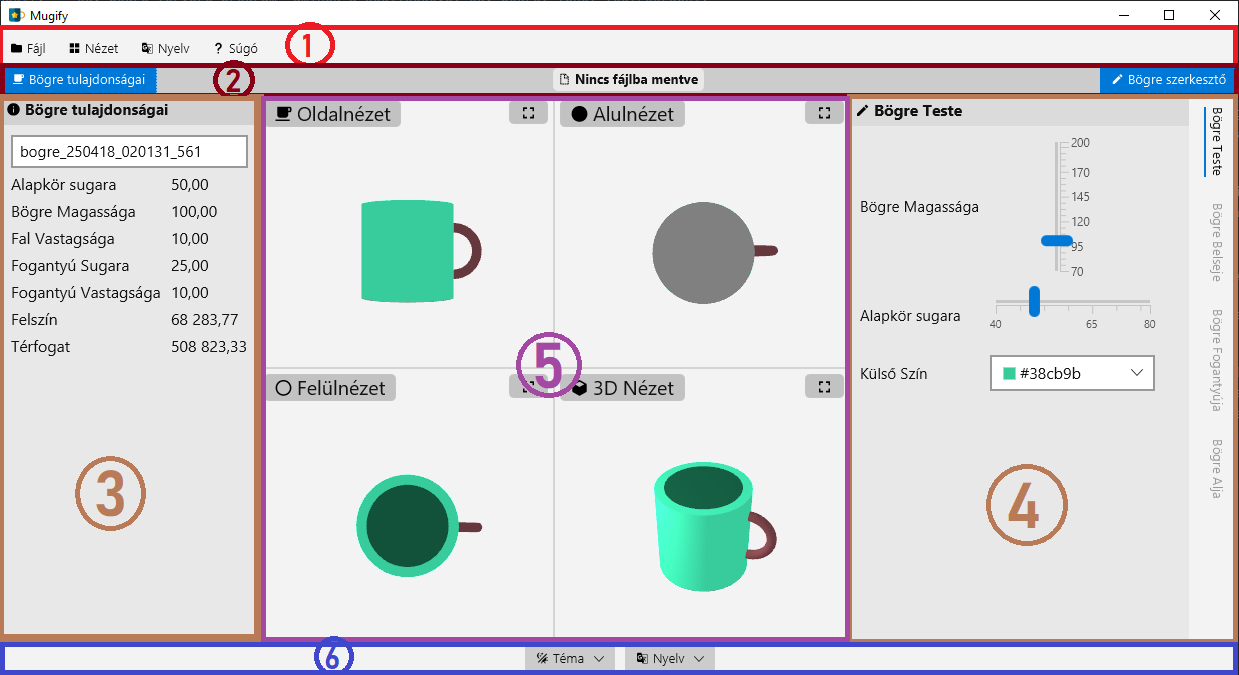 Mugify
Fájl Nézet Nyelv ? Súgó
1
Bögre tulajdonságai
2
Nincs fájlba mentve
Bögre szerkesztő
Bögre tulajdonságai
bogre_250418_020131_561
Alapkör sugara 50,00
Bögre Magassága 100,00
Fal Vastagsága 10,00
Fogantyú Sugara 25,00
Fogantyú Vastagsága 10,00
Felszín 68 283,77
Térfogat 508 823,33
3
Oldalnézet
Alulnézet
5
Felülnézet
3D Nézet
Bögre Teste
Bögre Magassága
200
170
145
120
95
70
Alapkör sugara
40 65 80
Külső Szín
#38cb9b
4
Bögre Teste
Bögre Belseje
Bögre Fogantyúja
Bögre Alja
6
Téma
Nyelv